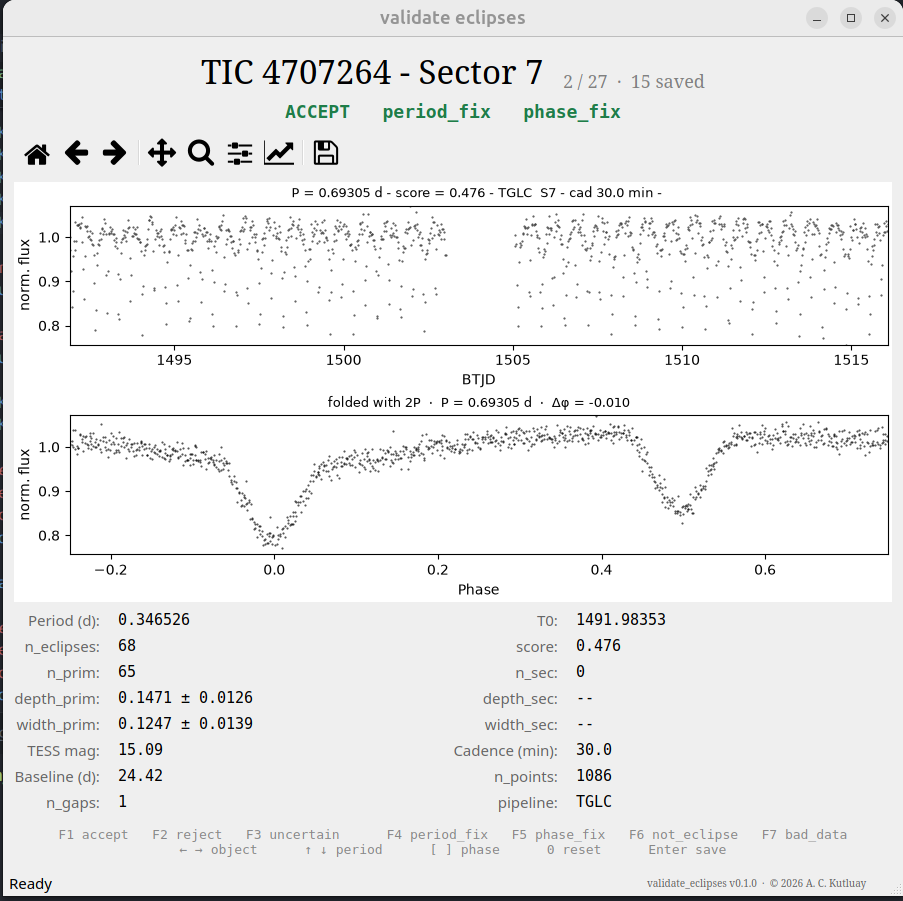 validate eclipses
TIC 4707264 - Sector 7 2 / 27 · 15 saved
ACCEPT period_fix phase_fix
P = 0.69305 d - score = 0.476 - TGLC S7 - cad 30.0 min -
norm. flux
1.0
0.9
0.8
1495 1500 1505 1510 1515
BTJD
folded with 2P · P = 0.69305 d · Δφ = -0.010
norm. flux
1.0
0.9
0.8
−0.2 0.0 0.2 0.4 0.6
Phase
Period (d): 0.346526 T0: 1491.98353
n_eclipses: 68 score: 0.476
n_prim: 65 n_sec: 0
depth_prim: 0.1471 ± 0.0126 depth_sec: --
width_prim: 0.1247 ± 0.0139 width_sec: --
TESS mag: 15.09 Cadence (min): 30.0
Baseline (d): 24.42 n_points: 1086
n_gaps: 1 pipeline: TGLC
F1 accept F2 reject F3 uncertain F4 period_fix F5 phase_fix F6 not_eclipse F7 bad_data
← → object ↑ ↓ period [ ] phase 0 reset Enter save
Ready validate_eclipses v0.1.0 · © 2026 A. C. Kutluay